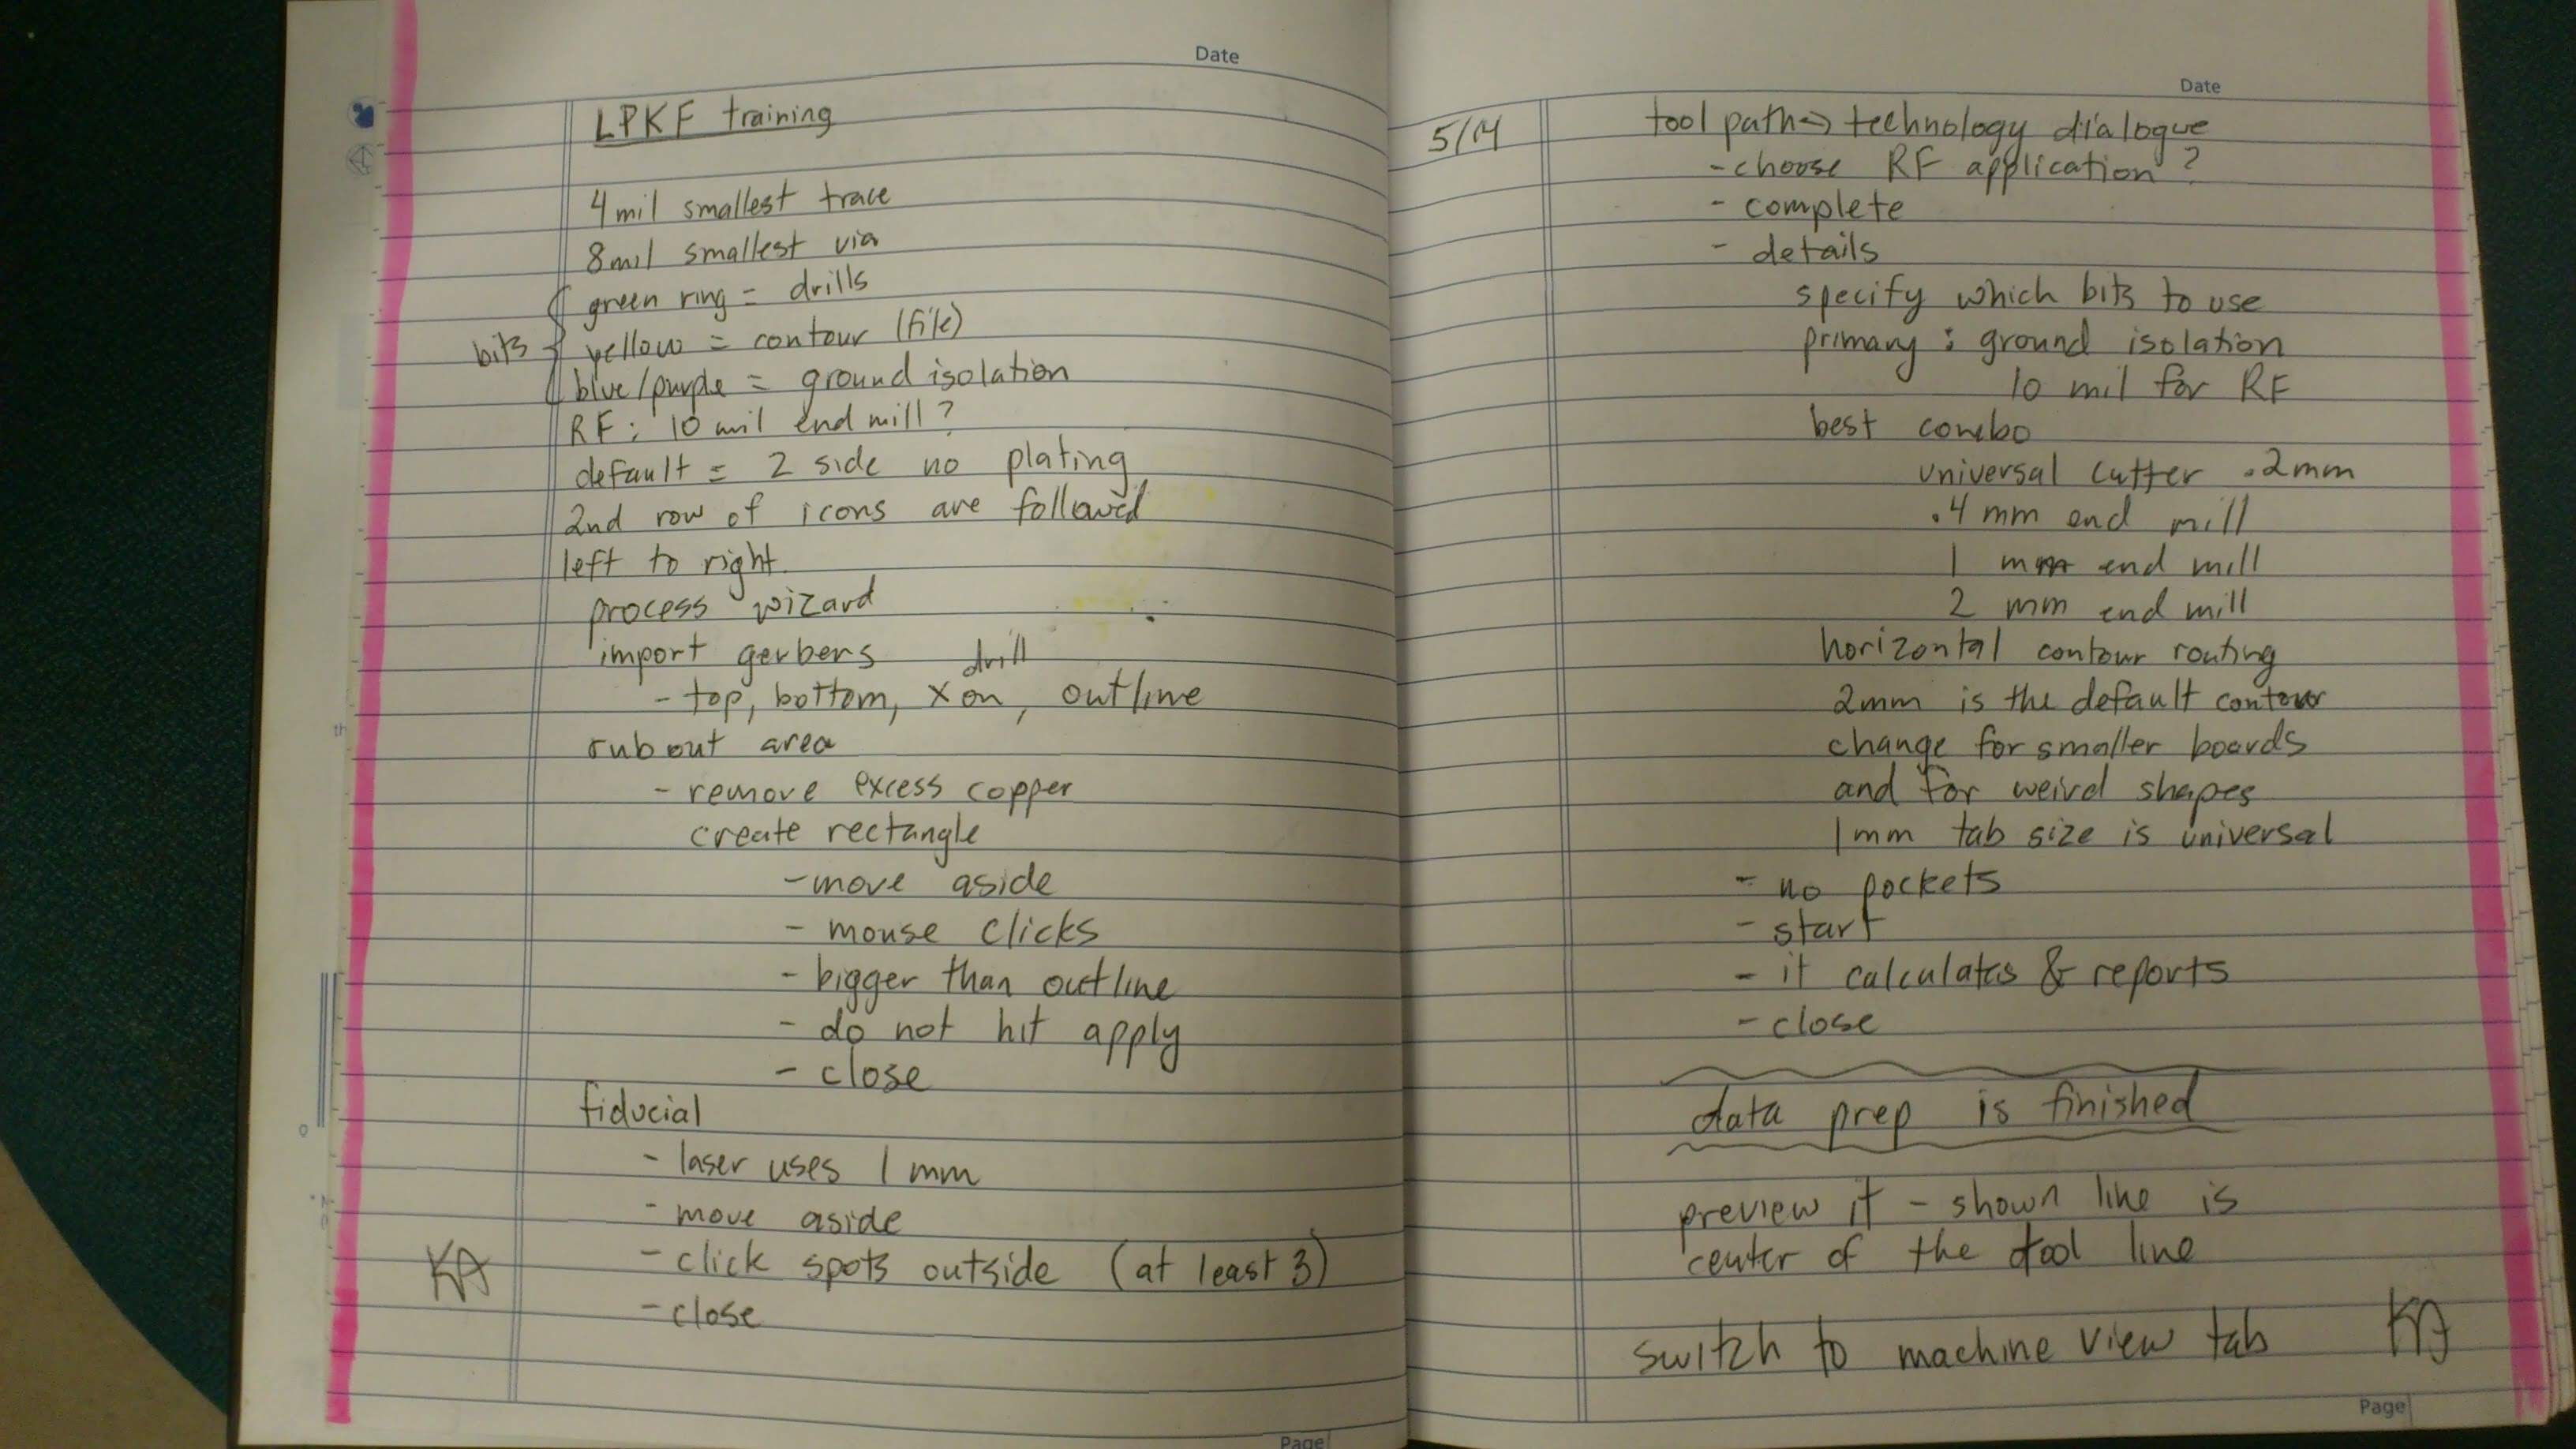 Date
LPKF training
4 mil smallest trace
8 mil smallest via
green ring = drills
bits
yellow = contour (file)
blue/purple = ground isolation
RF: 10 mil end mill?
default = 2 side no plating
2nd row of icons are followed
left to right.
process wizard
import gerbers
drill
- top, bottom, xon, outline
rub out area
- remove excess copper
create rectangle
- move aside
- mouse clicks
- bigger than outline
- do not hit apply
- close
fiducial
- laser uses 1 mm
- move aside
- click spots outside (at least 3)
- close
KA
Page
Date
5/14
tool path → technology dialogue
- choose RF application?
- complete
- details
specify which bits to use
primary: ground isolation
10 mil for RF
best combo
universal cutter .2mm
.4 mm end mill
1 mm end mill
2 mm end mill
horizontal contour routing
2mm is the default contour
change for smaller boards
and for weird shapes
1mm tab size is universal
- no pockets
- start
- it calculates & reports
- close
data prep is finished
preview it - shown line is
center of the tool line
switch to machine view tab
KA
Page